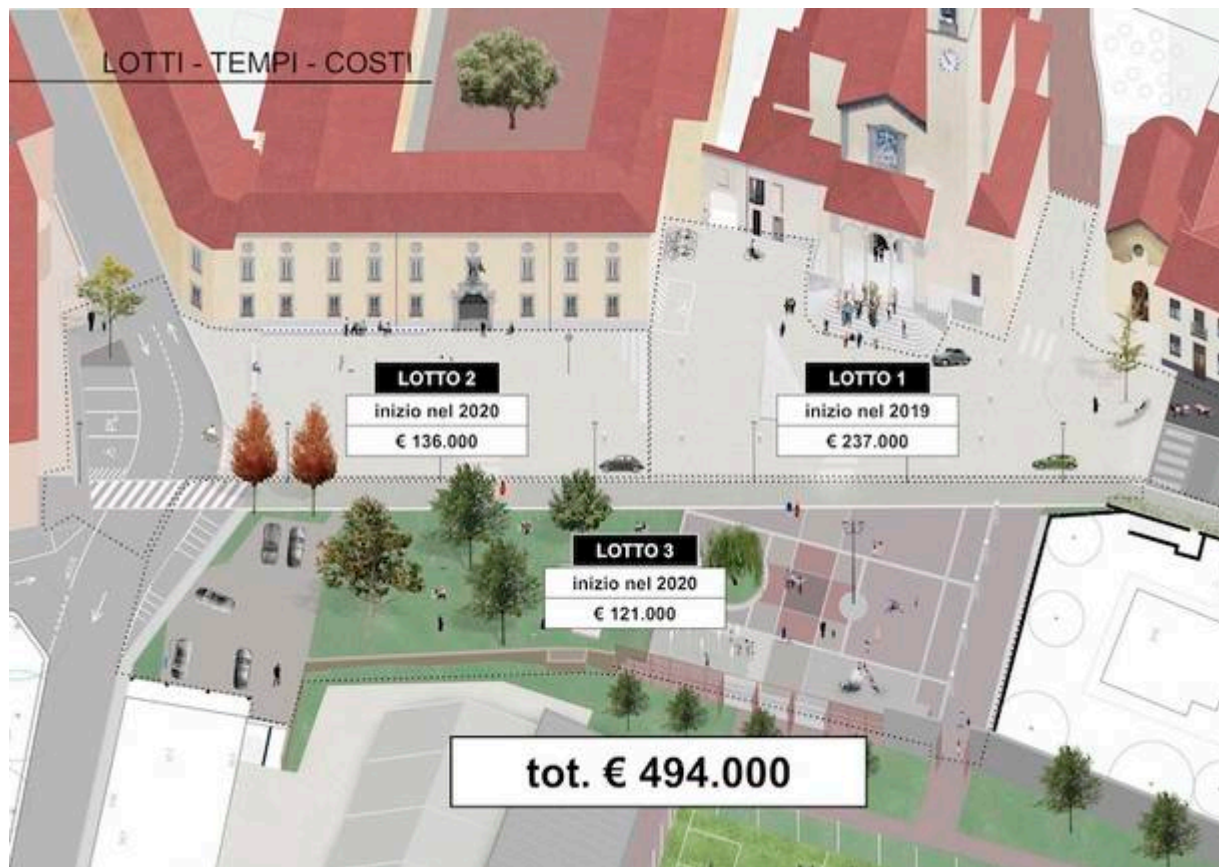 LOTTI - TEMPI - COSTI
LOTTO 2
inizio nel 2020
€ 136.000
LOTTO 1
inizio nel 2019
€ 237.000
LOTTO 3
inizio nel 2020
€ 121.000
tot. € 494.000